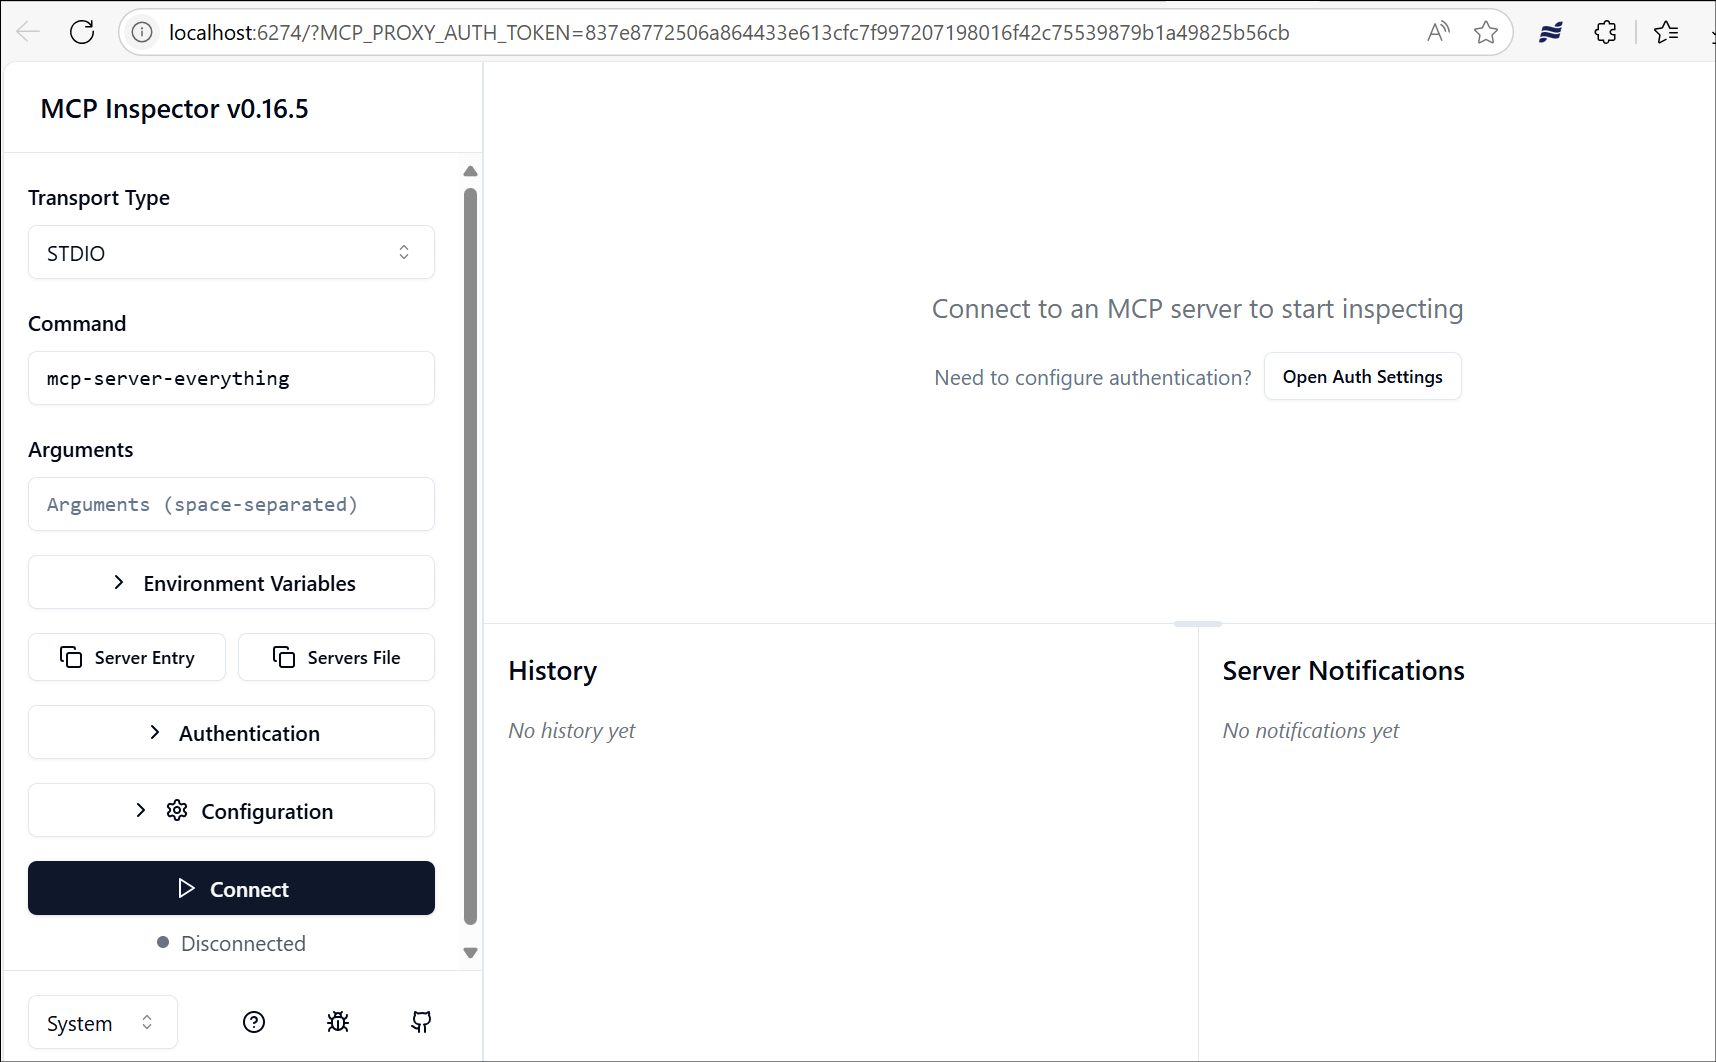 localhost:6274/?MCP_PROXY_AUTH_TOKEN=837e8772506a864433e613cfc7f997207198016f42c75539879b1a49825b56cb
MCP Inspector v0.16.5
Transport Type
STDIO
Command
mcp-server-everything
Arguments
Arguments (space-separated)
Environment Variables
Server Entry
Servers File
Authentication
Configuration
Connect
Disconnected
System
Connect to an MCP server to start inspecting
Need to configure authentication?
Open Auth Settings
History
No history yet
Server Notifications
No notifications yet